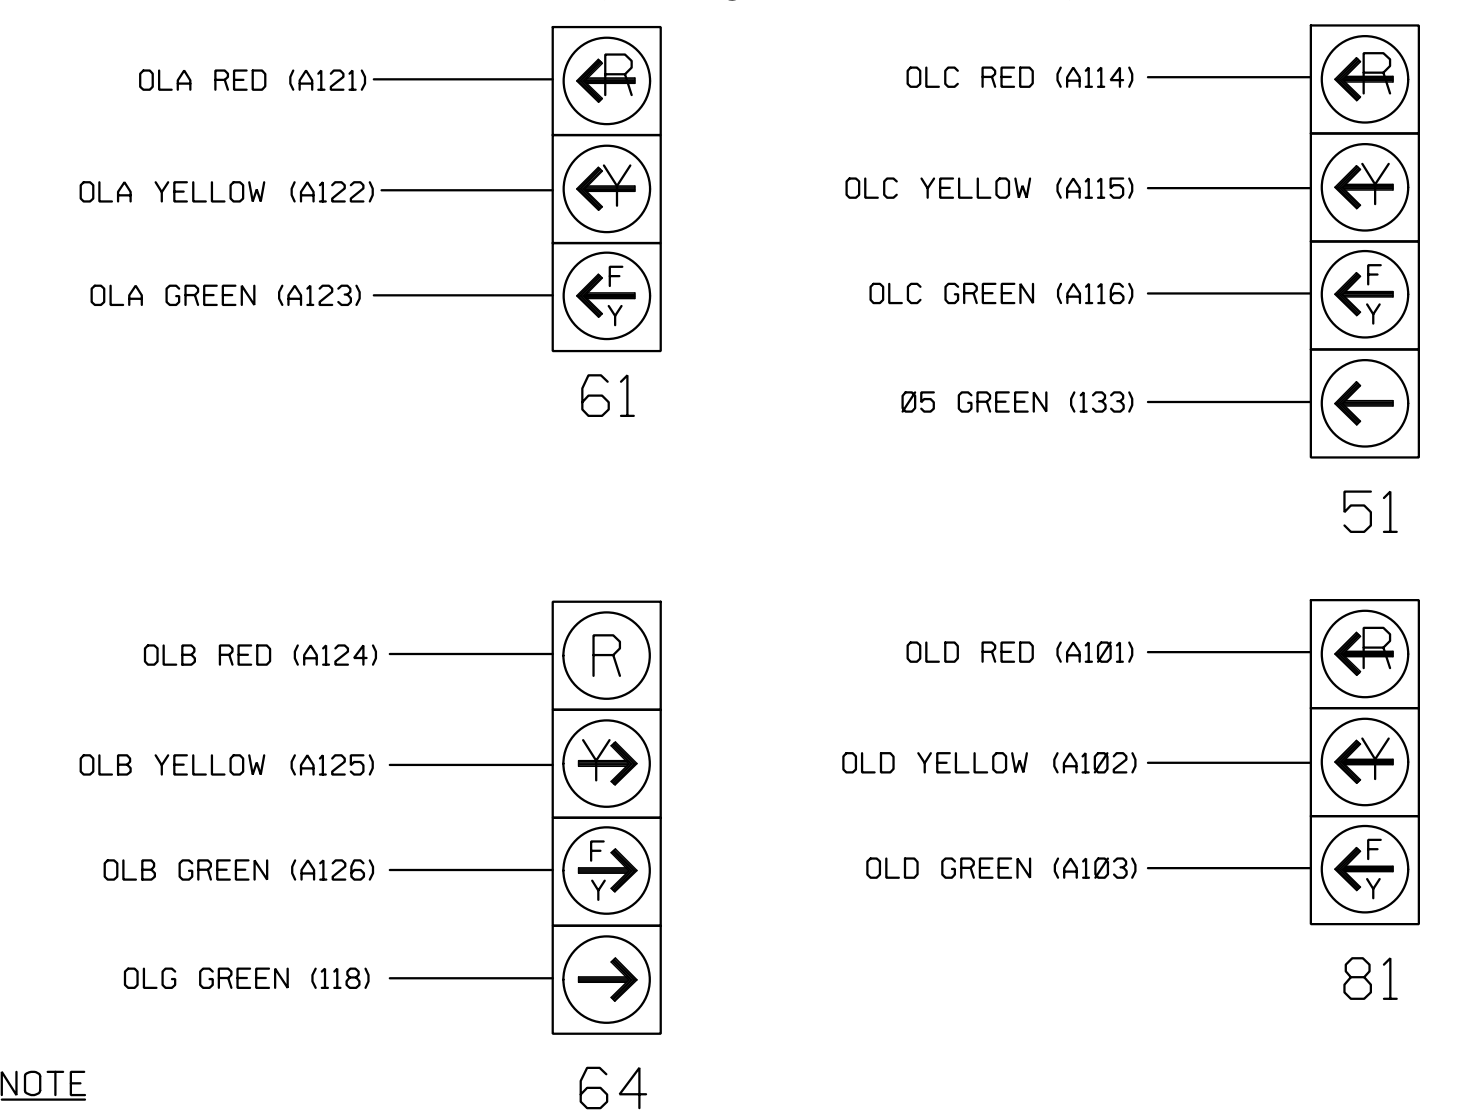 OLA RED (A121)
R
OLA YELLOW (A122)
Y
OLA GREEN (A123)
F
Y
61
OLC RED (A114)
R
OLC YELLOW (A115)
Y
OLC GREEN (A116)
F
Y
Ø5 GREEN (133)
51
OLB RED (A124)
R
OLB YELLOW (A125)
Y
OLB GREEN (A126)
F
Y
OLG GREEN (118)
64
OLD RED (A1Ø1)
R
OLD YELLOW (A1Ø2)
Y
OLD GREEN (A1Ø3)
F
Y
81
NOTE